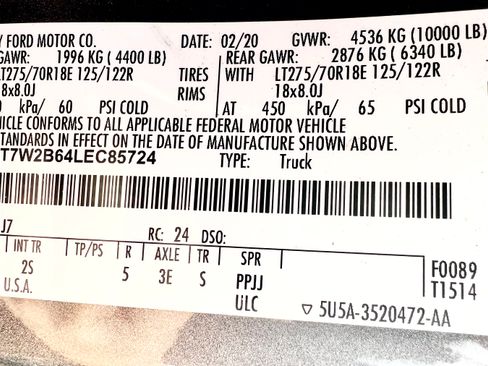 Y FORD MOTOR CO. DATE: 02/20 GVWR: 4536 KG (10000 LB)
GAWR: 1996 KG ( 4400 LB) REAR GAWR: 2876 KG ( 6340 LB)
LT275/70R18E 125/122R TIRES WITH LT275/70R18E 125/122R
18x8.0J RIMS 18x8.0J
0 kPa/ 60 PSI COLD AT 450 kPa/ 65 PSI COLD
HICLE CONFORMS TO ALL APPLICABLE FEDERAL MOTOR VEHICLE
STANDARDS IN EFFECT ON THE DATE OF MANUFACTURE SHOWN ABOVE.
T7W2B64LEC85724 TYPE: Truck
J7 RC: 24 DSO:
INT TR TP/PS R AXLE TR SPR F0089
2S 5 3E S PPJJ T1514
U.S.A. ULC ▽ 5U5A-3520472-AA